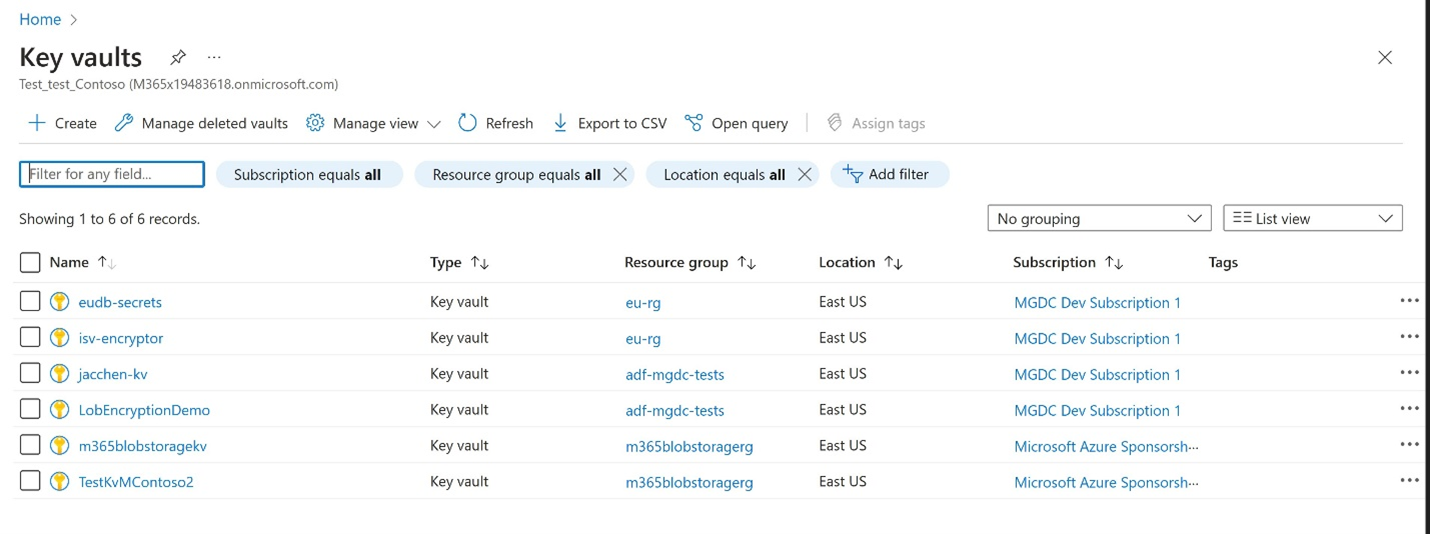 Home >
Key vaults ...
Test_test_Contoso (M365x19483618.onmicrosoft.com)
+ Create Manage deleted vaults Manage view Refresh Export to CSV Open query Assign tags
Filter for any field... Subscription equals all Resource group equals all Location equals all Add filter
Showing 1 to 6 of 6 records. No grouping List view
Name Type Resource group Location Subscription Tags
eudb-secrets Key vault eu-rg East US MGDC Dev Subscription 1 ...
isv-encryptor Key vault eu-rg East US MGDC Dev Subscription 1 ...
jacchen-kv Key vault adf-mgdc-tests East US MGDC Dev Subscription 1 ...
LobEncryptionDemo Key vault adf-mgdc-tests East US MGDC Dev Subscription 1 ...
m365blobstoragekv Key vault m365blobstoragerg East US Microsoft Azure Sponsorsh... ...
TestKvMContoso2 Key vault m365blobstoragerg East US Microsoft Azure Sponsorsh... ...